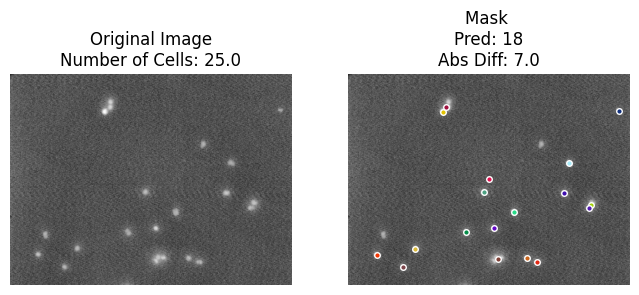 Original Image
Number of Cells: 25.0
Mask
Pred: 18
Abs Diff: 7.0